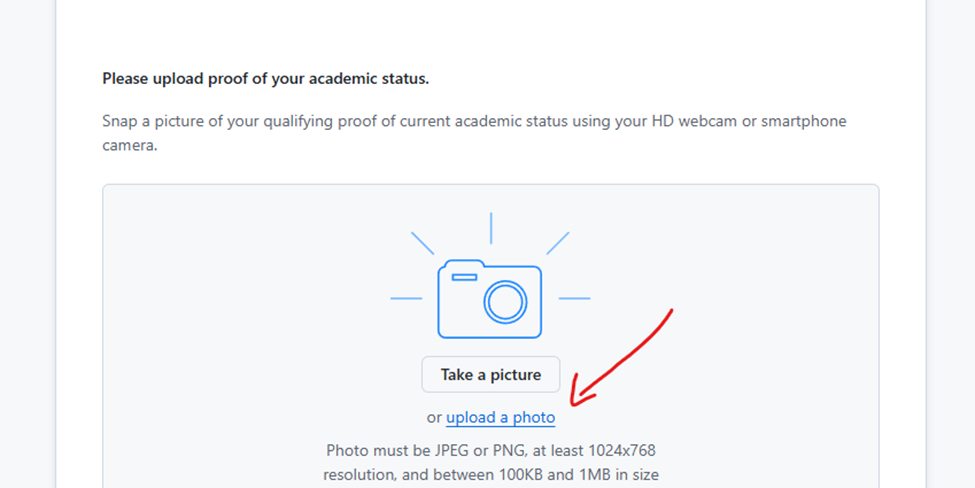 Please upload proof of your academic status.
Snap a picture of your qualifying proof of current academic status using your HD webcam or smartphone
camera.
Take a picture
or upload a photo
Photo must be JPEG or PNG, at least 1024x768
resolution, and between 100KB and 1MB in size